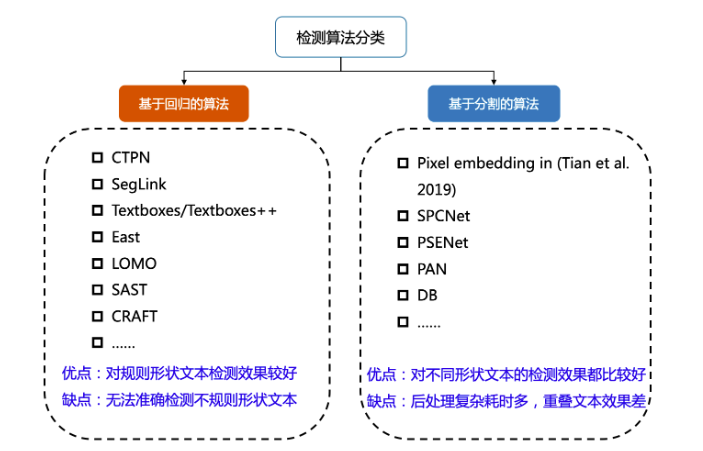 检测算法分类
基于回归的算法
CTPN
SegLink
Textboxes/Textboxes++
East
LOMO
SAST
CRAFT
......
优点：对规则形状文本检测效果较好
缺点：无法准确检测不规则形状文本
基于分割的算法
Pixel embedding in (Tian et al.
2019)
SPCNet
PSENet
PAN
DB
......
优点：对不同形状文本的检测效果都比较好
缺点：后处理复杂耗时多，重叠文本效果差